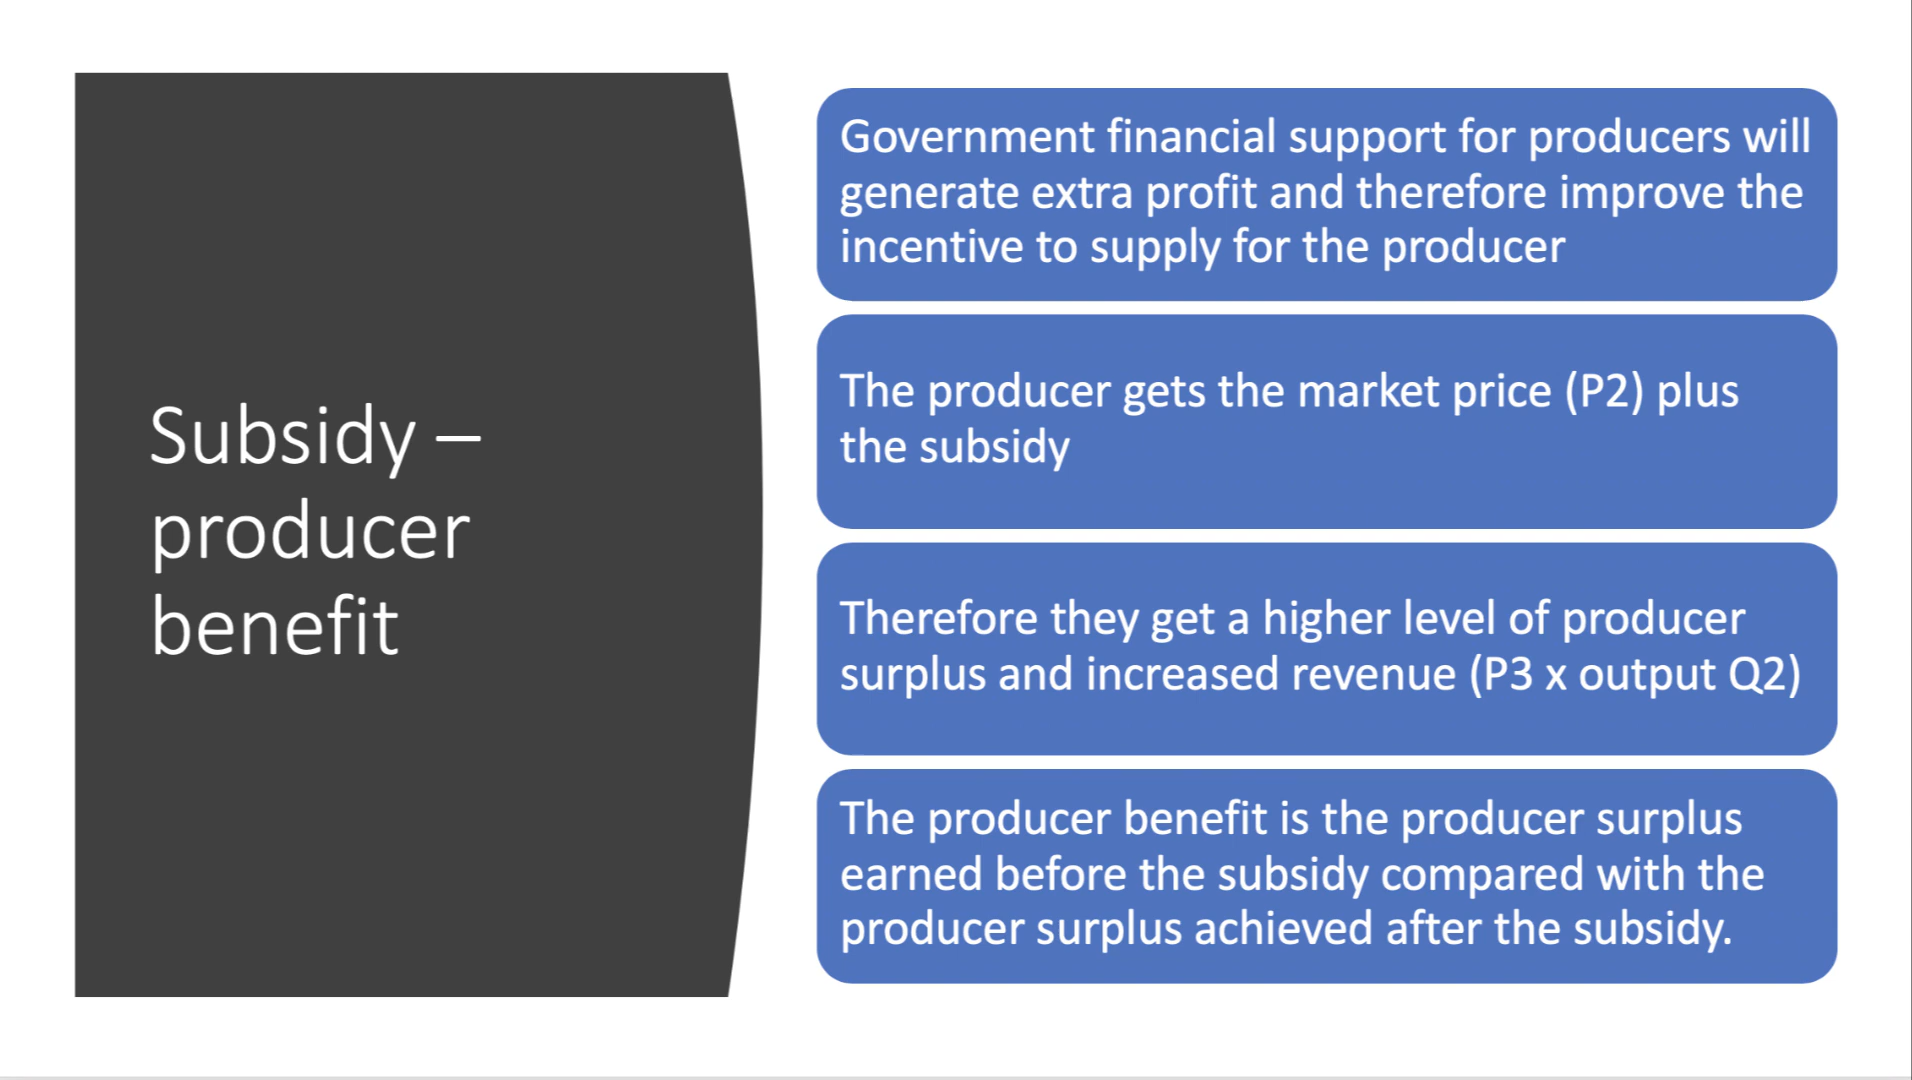 Subsidy –
producer
benefit
Government financial support for producers will
generate extra profit and therefore improve the
incentive to supply for the producer
The producer gets the market price (P2) plus
the subsidy
Therefore they get a higher level of producer
surplus and increased revenue (P3 x output Q2)
The producer benefit is the producer surplus
earned before the subsidy compared with the
producer surplus achieved after the subsidy.